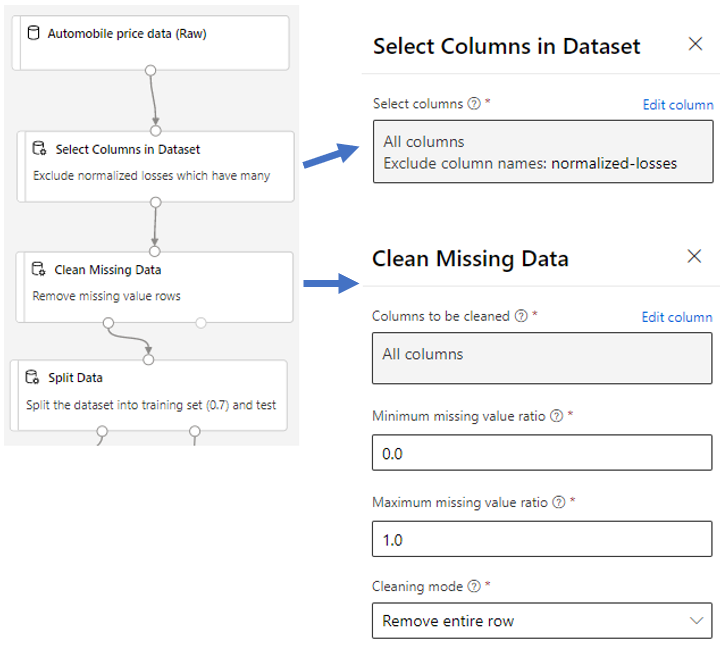 Automobile price data (Raw)
Select Columns in Dataset
Exclude normalized losses which have many
Clean Missing Data
Remove missing value rows
Split Data
Split the dataset into training set (0.7) and test
Select Columns in Dataset
Select columns ? * Edit column
All columns
Exclude column names: normalized-losses
Clean Missing Data
Columns to be cleaned ? * Edit column
All columns
Minimum missing value ratio ? *
0.0
Maximum missing value ratio ? *
1.0
Cleaning mode ? *
Remove entire row